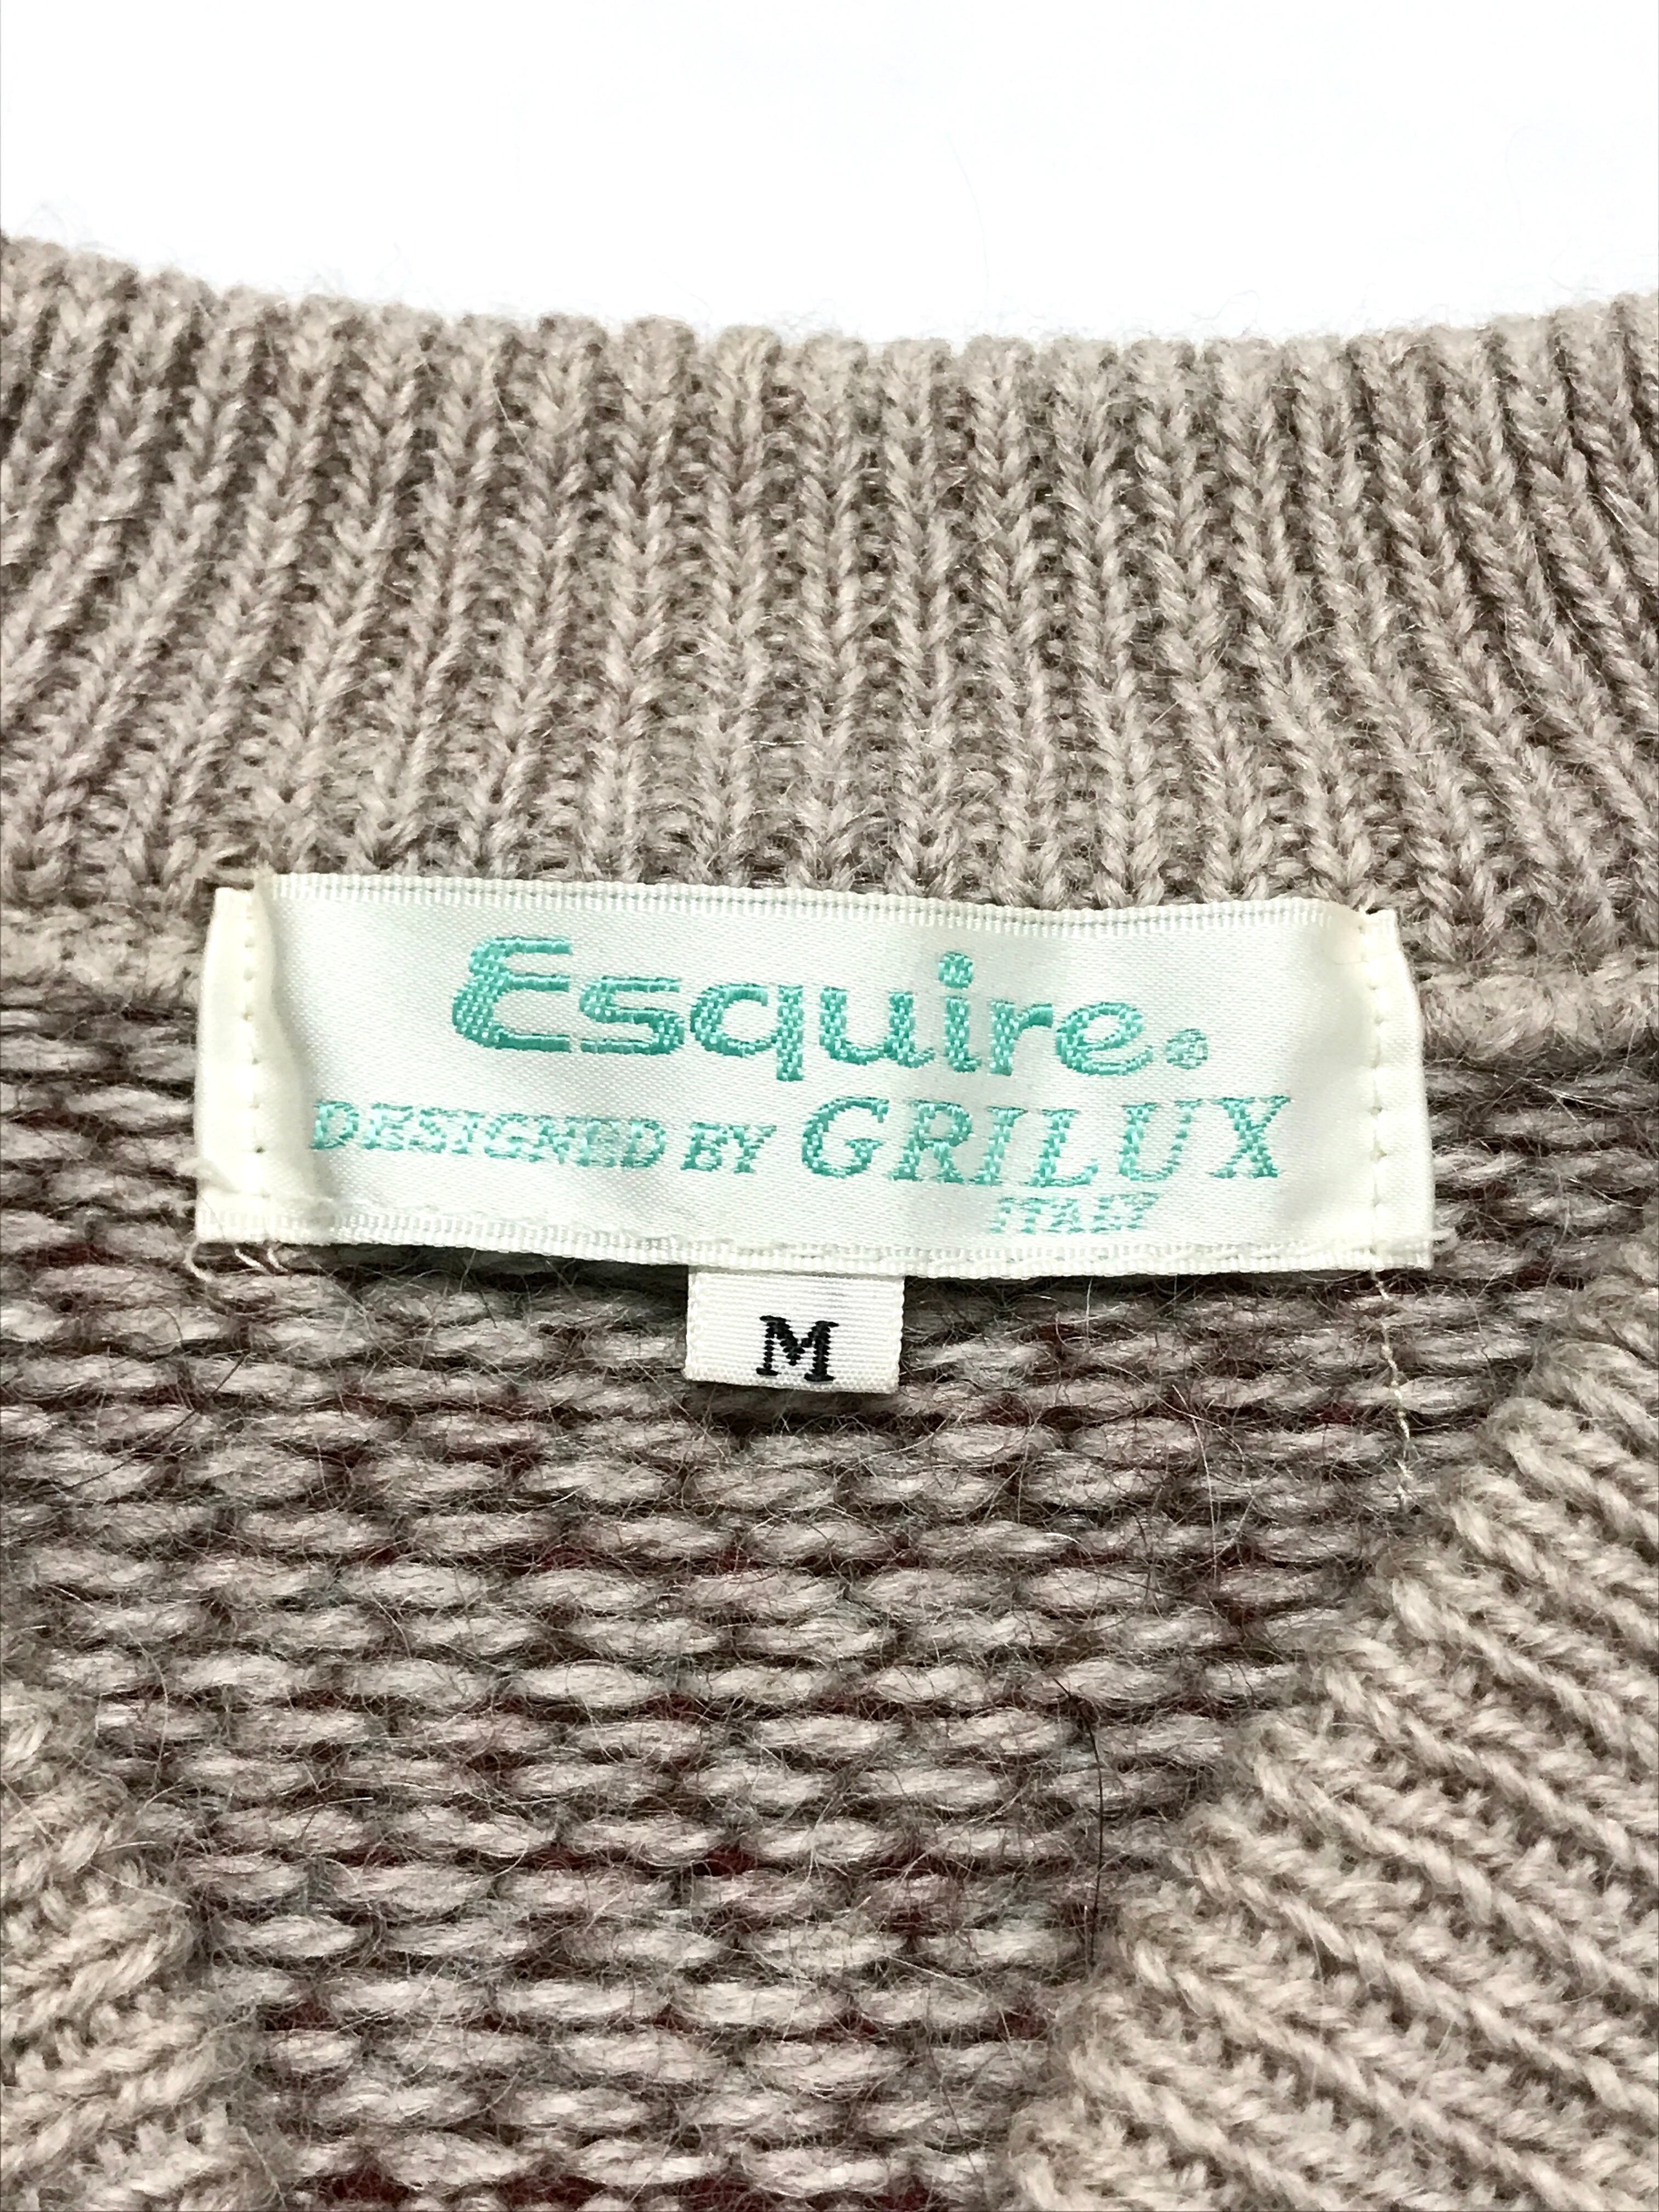 Esquire®
DESIGNED BY GRILUX
ITALY
M